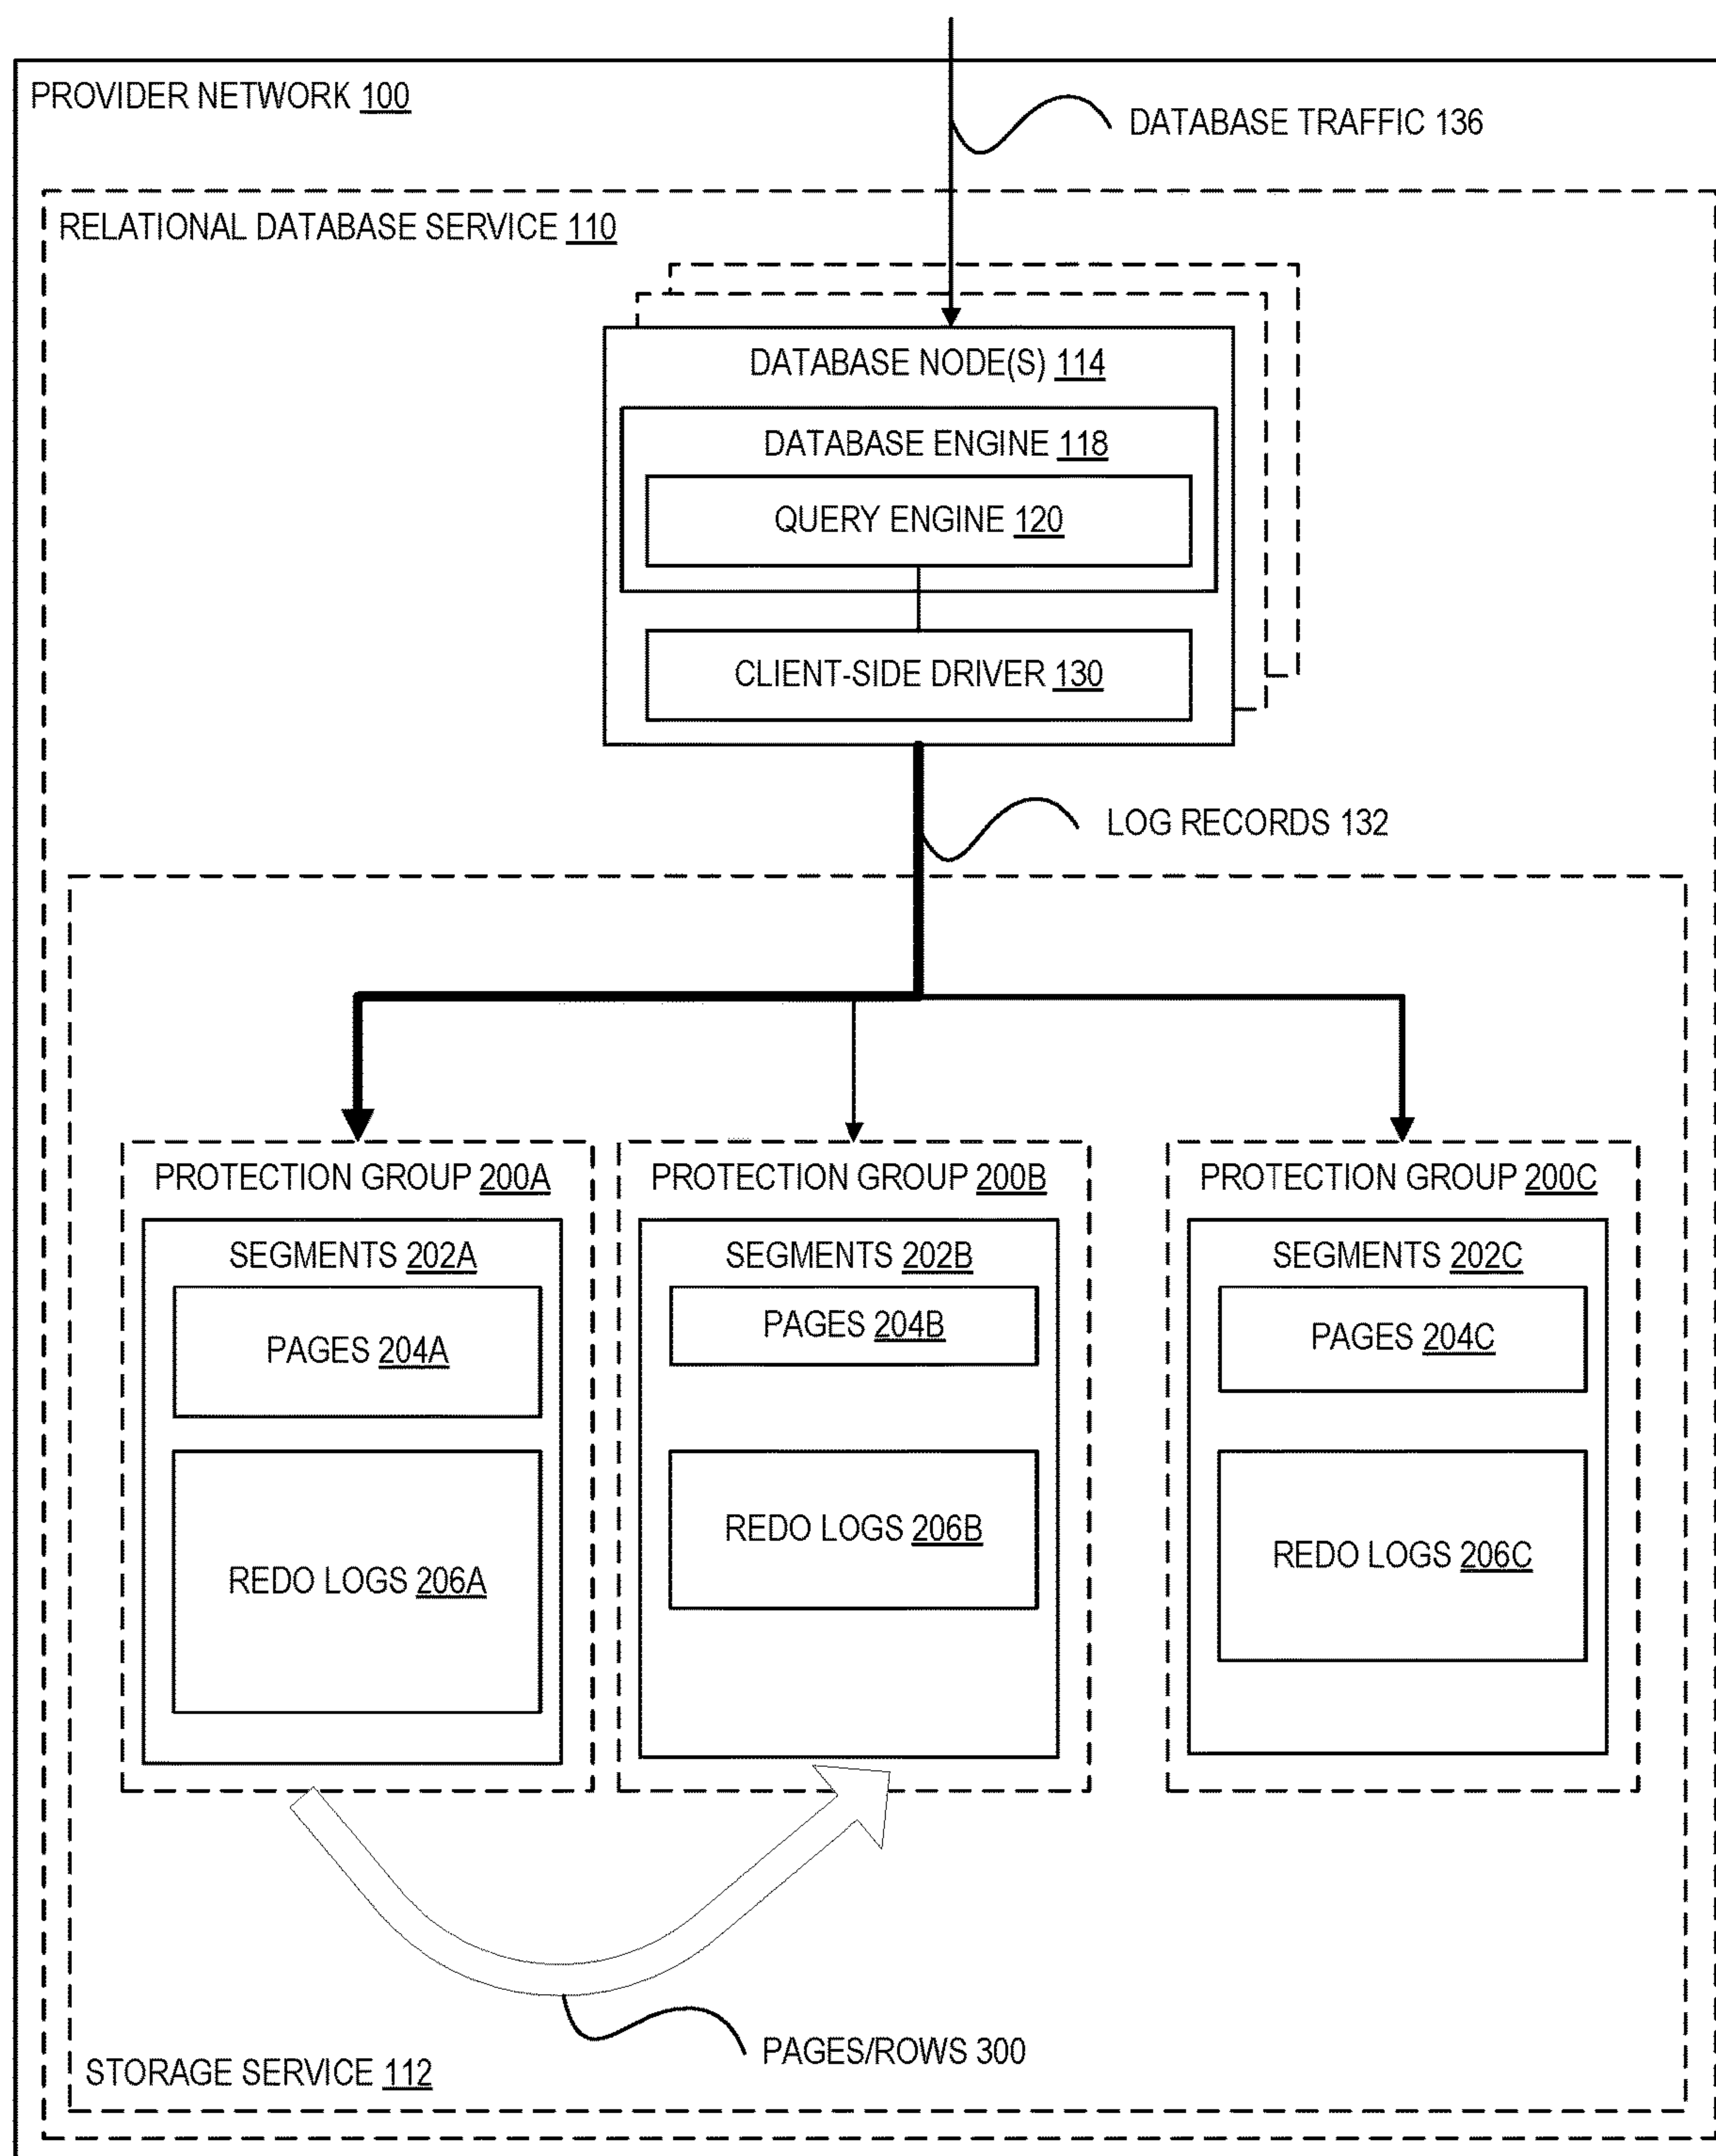 PROVIDER NETWORK 100
DATABASE TRAFFIC 136
RELATIONAL DATABASE SERVICE 110
DATABASE NODE(S) 114
DATABASE ENGINE 118
QUERY ENGINE 120
CLIENT-SIDE DRIVER 130
LOG RECORDS 132
PROTECTION GROUP 200A
SEGMENTS 202A
PAGES 204A
REDO LOGS 206A
PROTECTION GROUP 200B
SEGMENTS 202B
PAGES 204B
REDO LOGS 206B
PROTECTION GROUP 200C
SEGMENTS 202C
PAGES 204C
REDO LOGS 206C
PAGES/ROWS 300
STORAGE SERVICE 112